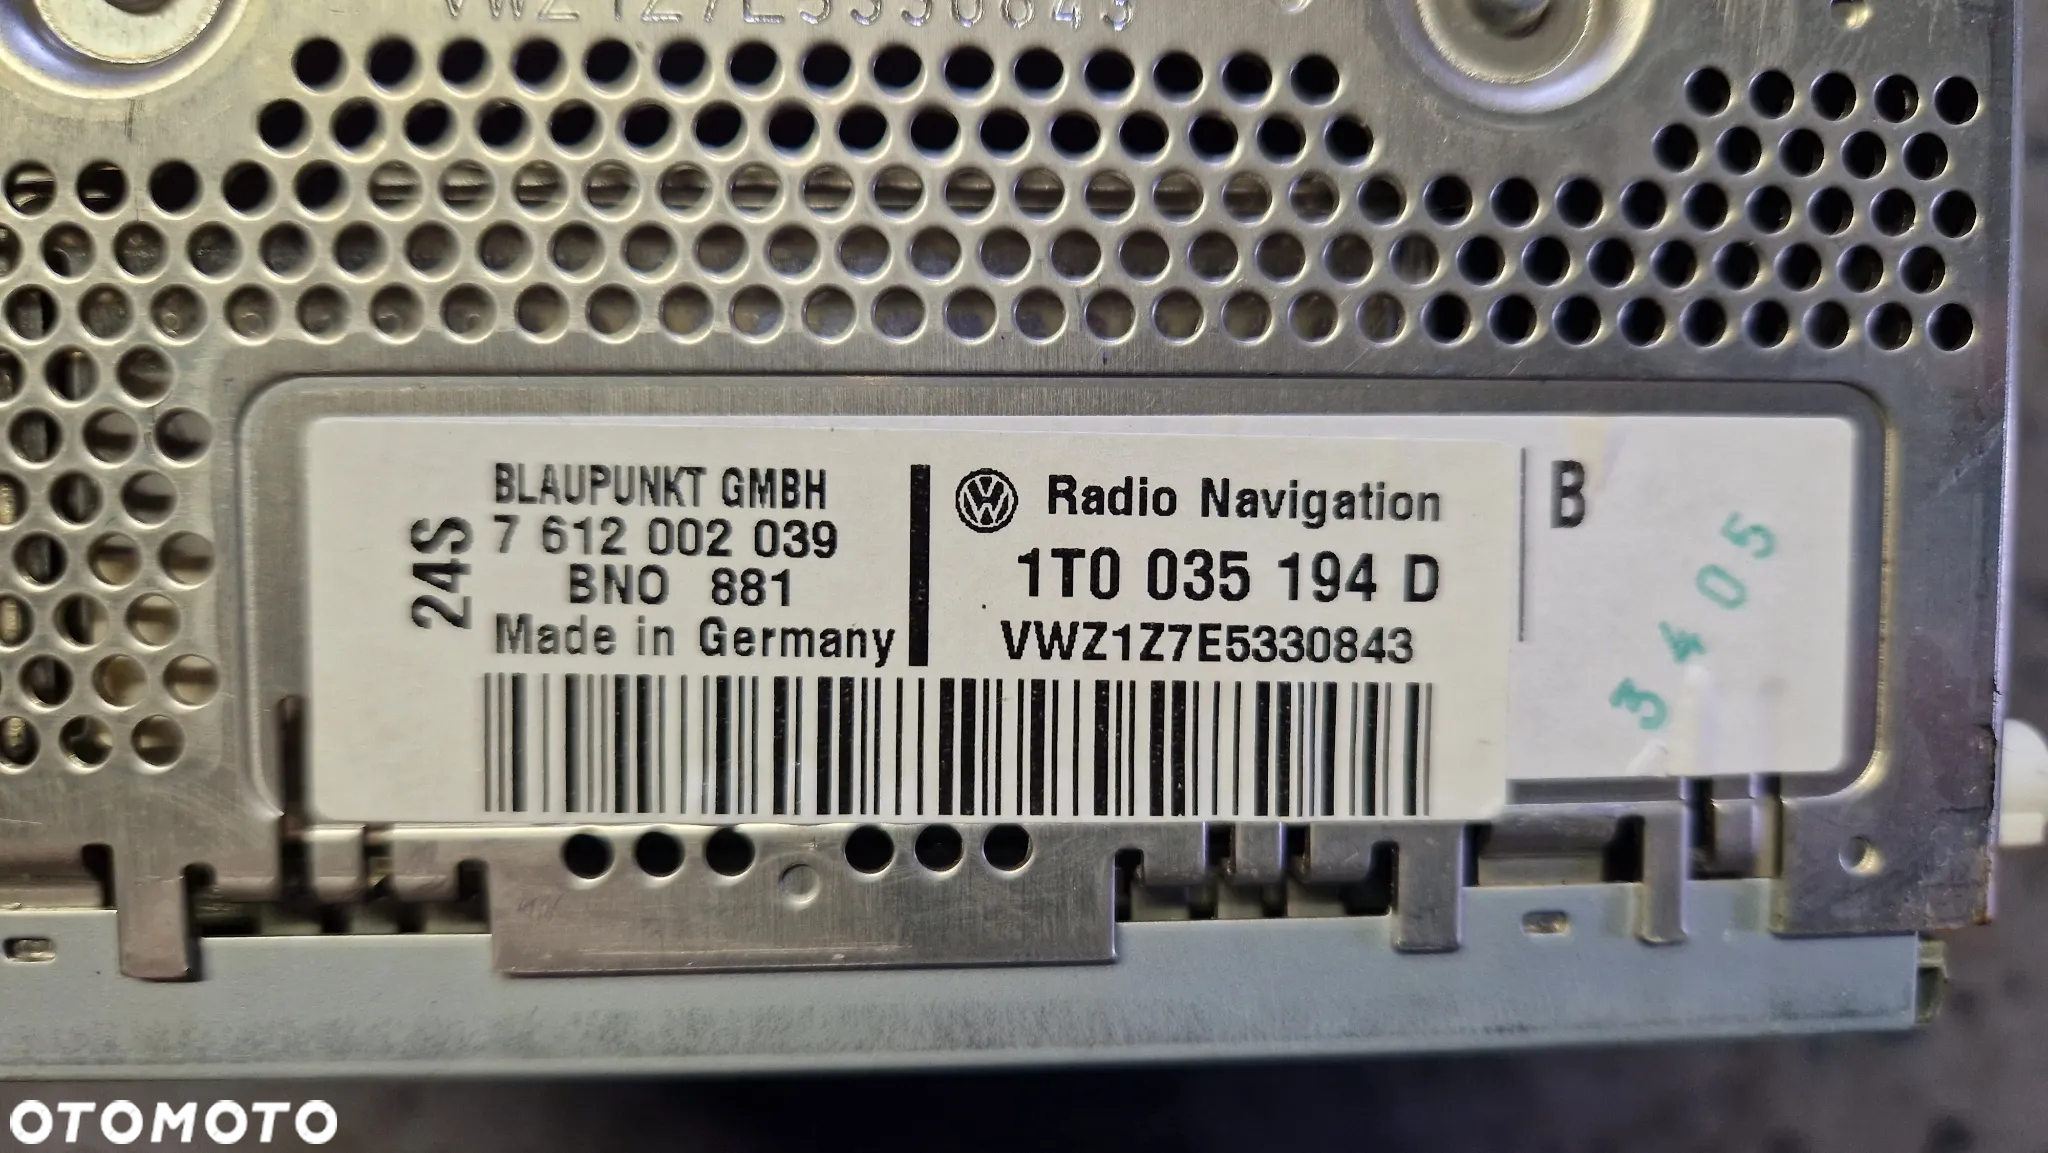 VWZ1Z7E5330843
24S
BLAUPUNKT GMBH
7 612 002 039
BNO 881
Made in Germany
Radio Navigation
1T0 035 194 D
VWZ1Z7E5330843
B
3405
OTOMOTO